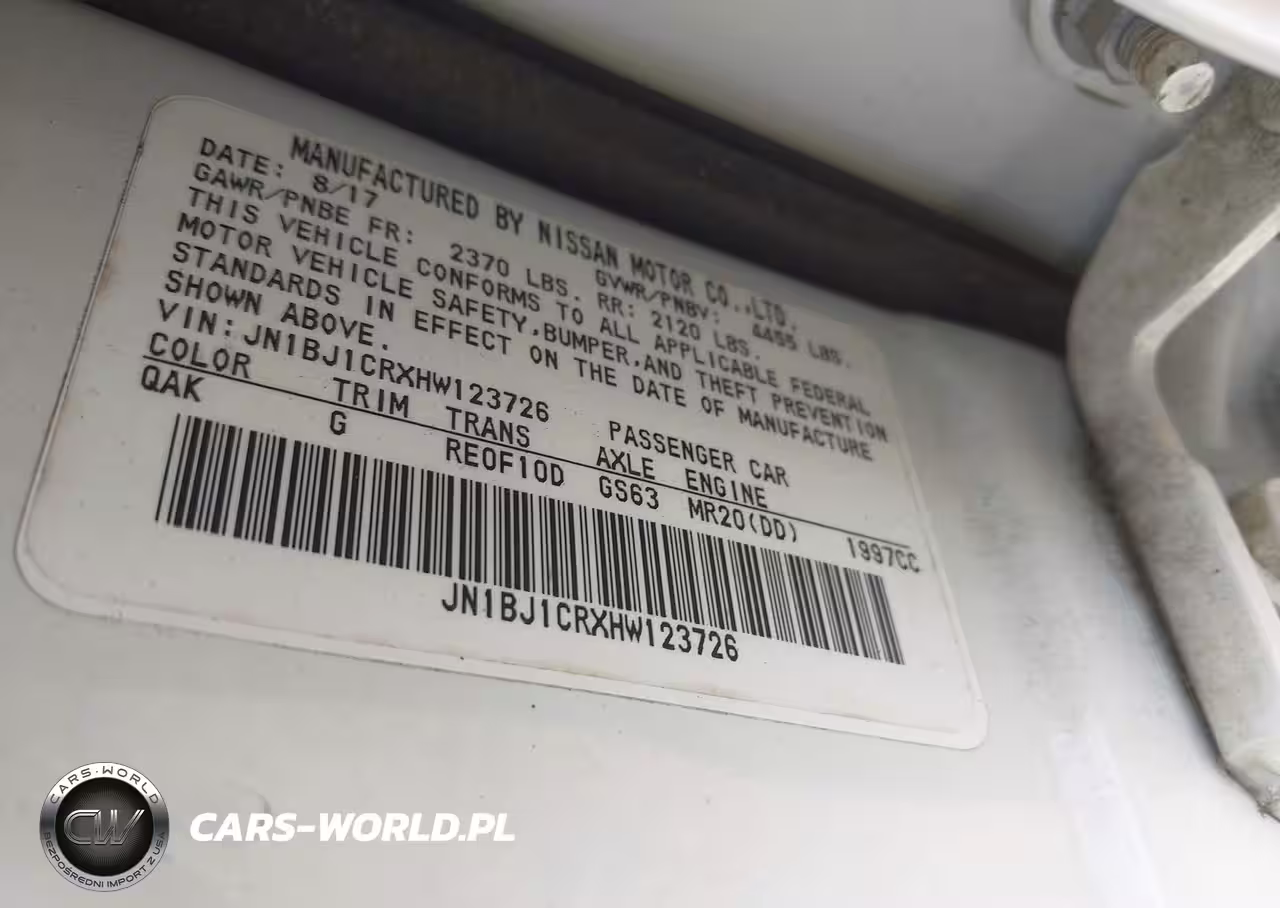 MANUFACTURED BY NISSAN MOTOR CO.,LTD.
DATE: 8/17 GVWR/PNBV: 4455 LBS.
GAWR/PNBE FR: 2370 LBS. RR: 2120 LBS.
THIS VEHICLE CONFORMS TO ALL APPLICABLE FEDERAL
MOTOR VEHICLE SAFETY,BUMPER,AND THEFT PREVENTION
STANDARDS IN EFFECT ON THE DATE OF MANUFACTURE
SHOWN ABOVE.
VIN: JN1BJ1CRXHW123726 PASSENGER CAR
COLOR TRIM TRANS AXLE ENGINE
QAK G RE0F10D GS63 MR20(DD) 1997CC
JN1BJ1CRXHW123726
CARS-WORLD
CW
BEZPOŚREDNI IMPORT Z USA
CARS-WORLD.PL